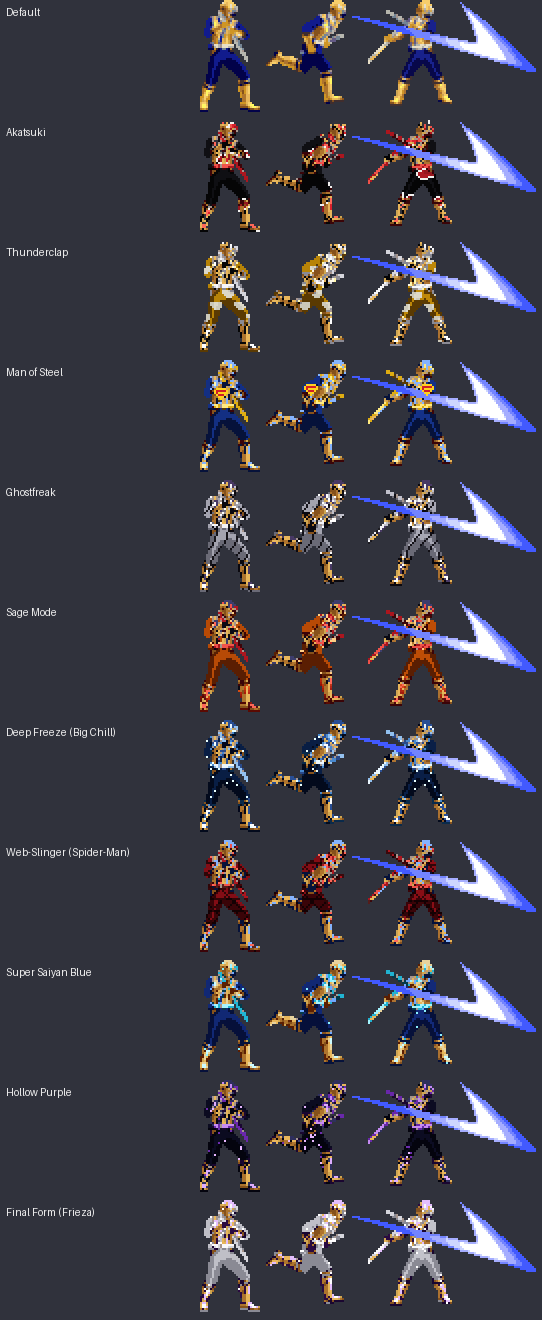 Default
Akatsuki
Thunderclap
Man of Steel
Ghostfreak
Sage Mode
Deep Freeze (Big Chill)
Web-Slinger (Spider-Man)
Super Saiyan Blue
Hollow Purple
Final Form (Frieza)